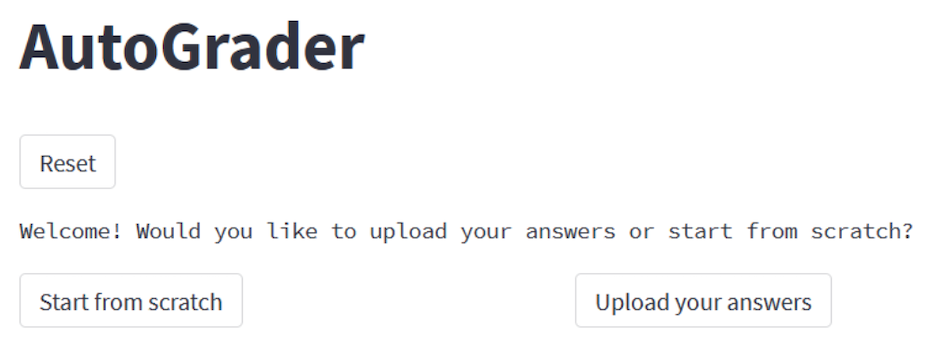 AutoGrader
Reset
Welcome! Would you like to upload your answers or start from scratch?
Start from scratch
Upload your answers